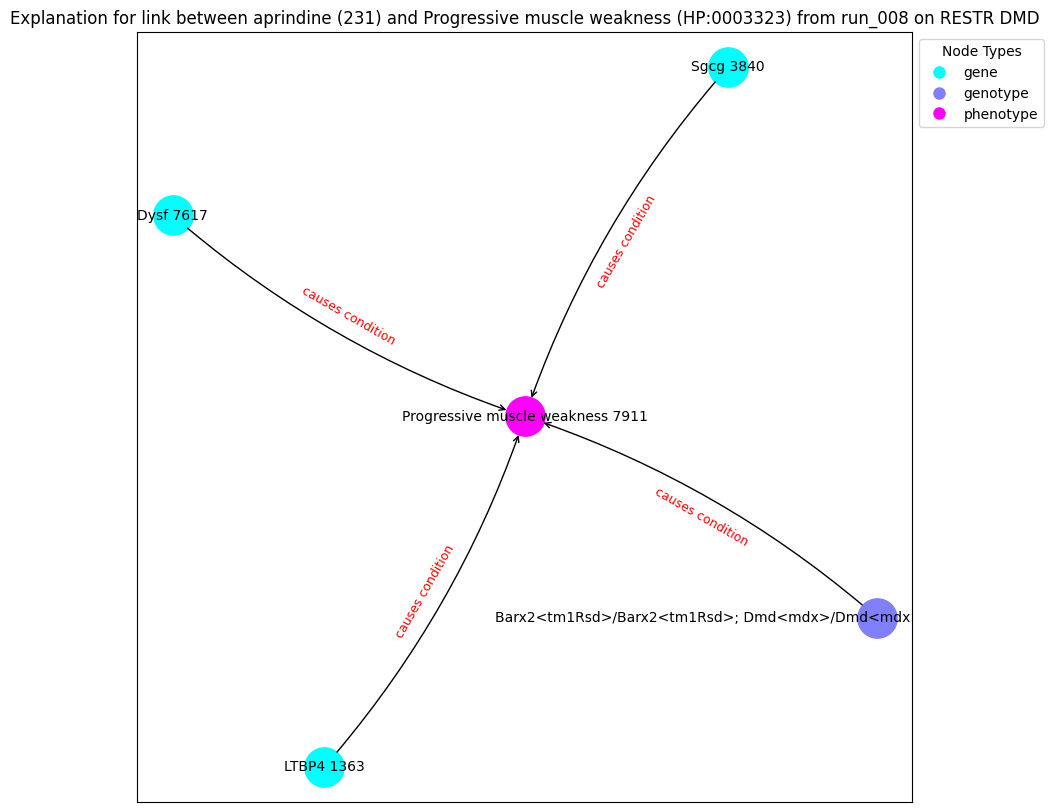 Explanation for link between aprindine (231) and Progressive muscle weakness (HP:0003323) from run_008 on RESTR DMD
Node Types
gene
genotype
phenotype
Sgcg 3840
Dysf 7617
causes condition
causes condition
Progressive muscle weakness 7911
causes condition
causes condition
Barx2<tm1Rsd>/Barx2<tm1Rsd>; Dmd<mdx>/Dmd<mdx
LTBP4 1363